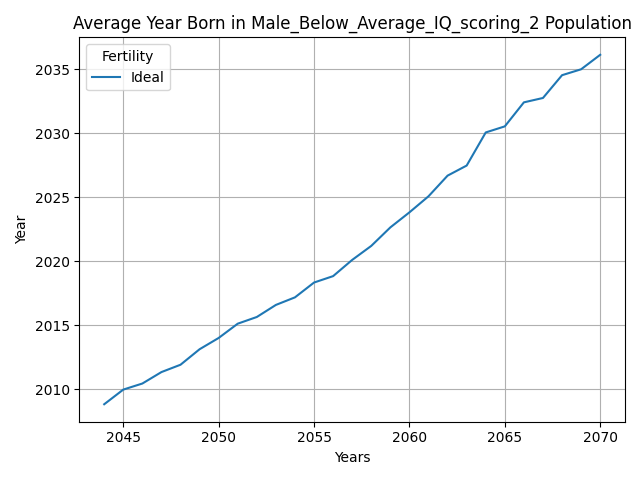 Average Year Born in Male_Below_Average_IQ_scoring_2 Population
Fertility
Ideal
Year
2035
2030
2025
2020
2015
2010
2045 2050 2055 2060 2065 2070
Years